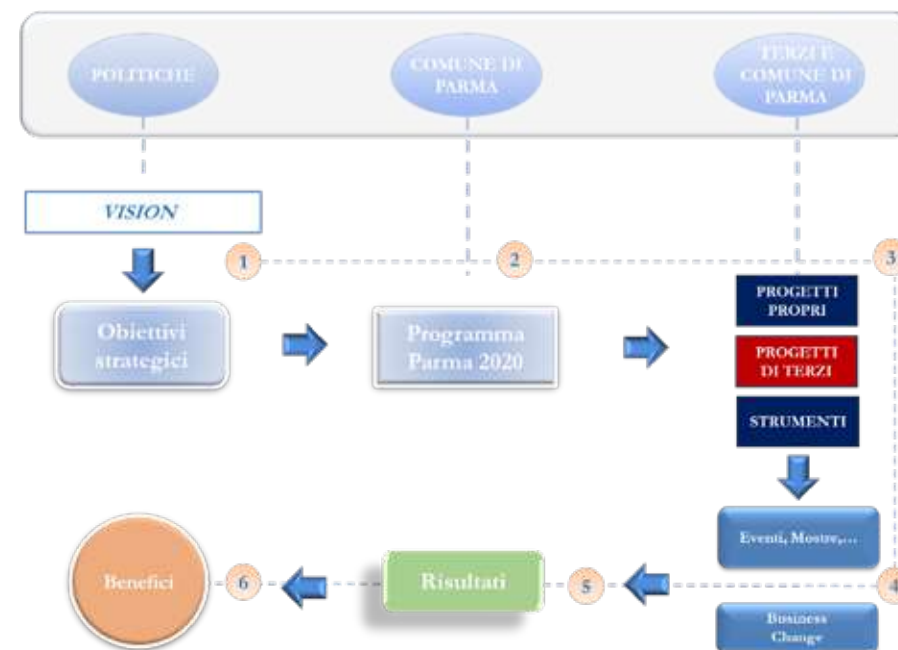 POLITICHE
COMUNE DI
PARMA
TERZI E
COMUNE DI
PARMA
VISION
1
2
3
Obiettivi
strategici
Programma
Parma 2020
PROGETTI
PROPRI
PROGETTI
DI TERZI
STRUMENTI
Eventi, Mostre,...
Benefici
6
Risultati
5
4
Business
Change